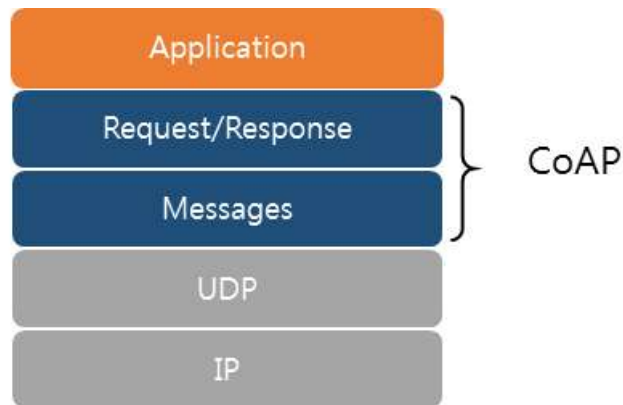 Application
Request/Response
CoAP
Messages
UDP
IP